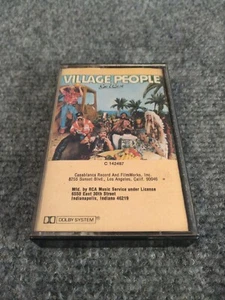 VILLAGE PEOPLE
C 142457
Casablanca Record And FilmWorks, Inc.
8255 Sunset Blvd., Los Angeles, Calif. 90046
Mfd. by RCA Music Service under License
6550 East 30th Street
Indianapolis, Indiana 46219
DOLBY SYSTEM